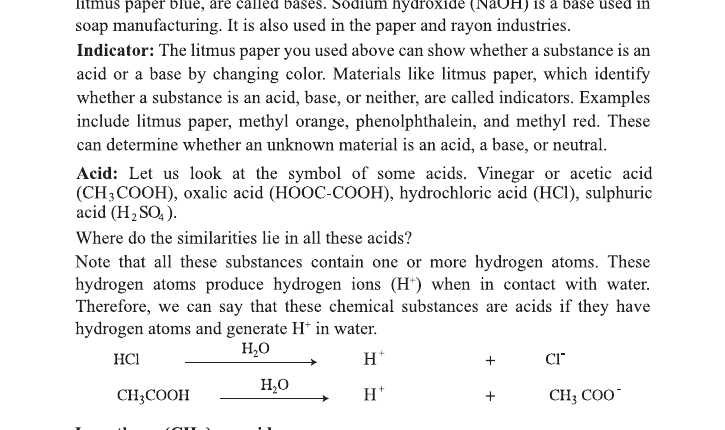 litmus paper blue, are called bases. Sodium hydroxide (NaOH) is a base used in
soap manufacturing. It is also used in the paper and rayon industries.
Indicator: The litmus paper you used above can show whether a substance is an
acid or a base by changing color. Materials like litmus paper, which identify
whether a substance is an acid, base, or neither, are called indicators. Examples
include litmus paper, methyl orange, phenolphthalein, and methyl red. These
can determine whether an unknown material is an acid, a base, or neutral.
Acid: Let us look at the symbol of some acids. Vinegar or acetic acid
(CH₃COOH), oxalic acid (HOOC-COOH), hydrochloric acid (HCl), sulphuric
acid (H₂SO₄).
Where do the similarities lie in all these acids?
Note that all these substances contain one or more hydrogen atoms. These
hydrogen atoms produce hydrogen ions (H⁺) when in contact with water.
Therefore, we can say that these chemical substances are acids if they have
hydrogen atoms and generate H⁺ in water.
HCl H₂O → H⁺ + Cl⁻
CH₃COOH H₂O → H⁺ + CH₃ COO⁻